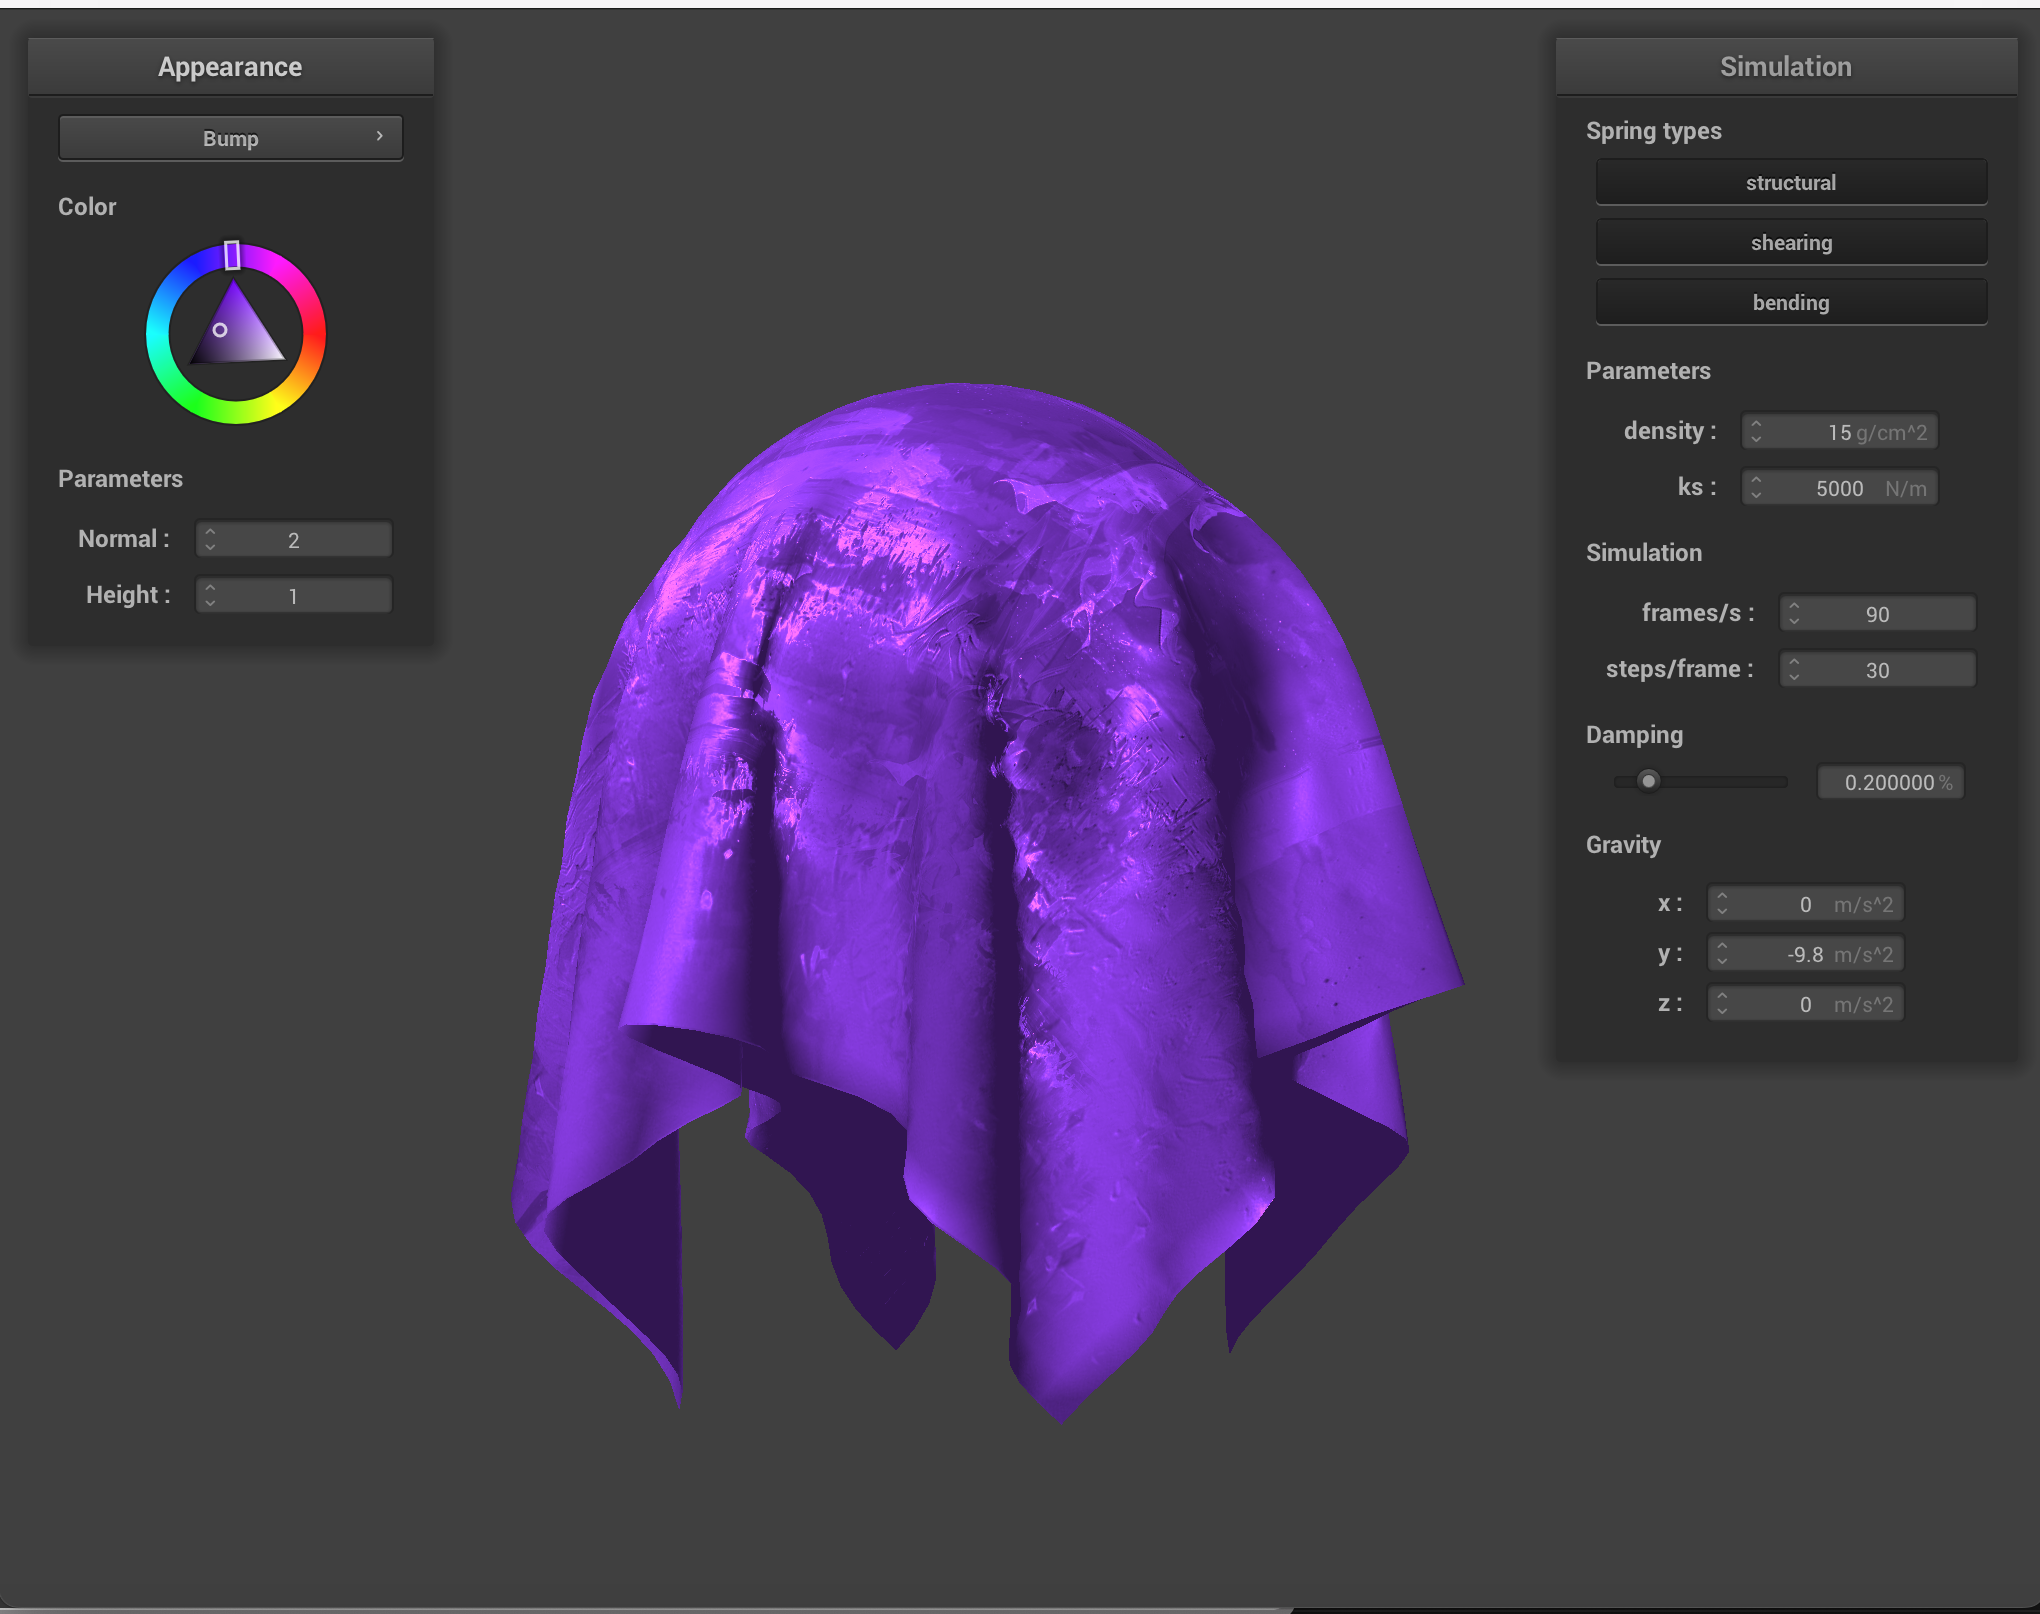 Appearance
Bump
Color
Parameters
Normal : 2
Height : 1
Simulation
Spring types
structural
shearing
bending
Parameters
density : 15 g/cm^2
ks : 5000 N/m
Simulation
frames/s : 90
steps/frame : 30
Damping
0.200000 %
Gravity
x : 0 m/s^2
y : -9.8 m/s^2
z : 0 m/s^2